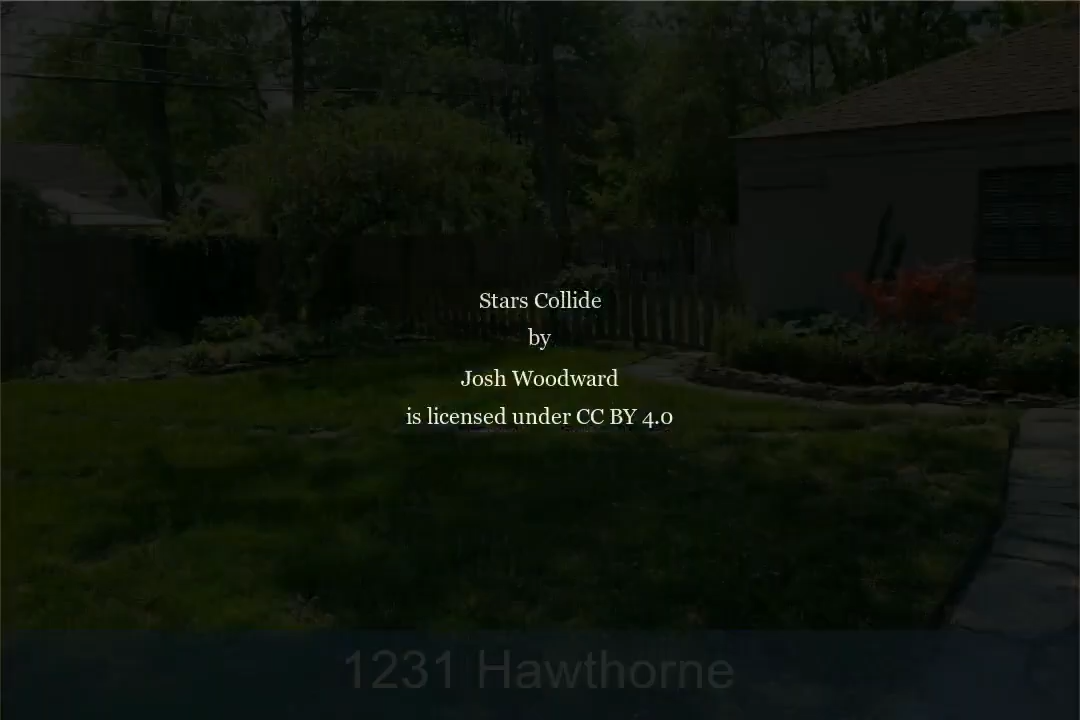 Stars Collide
by
Josh Woodward
is licensed under CC BY 4.0
1231 Hawthorne